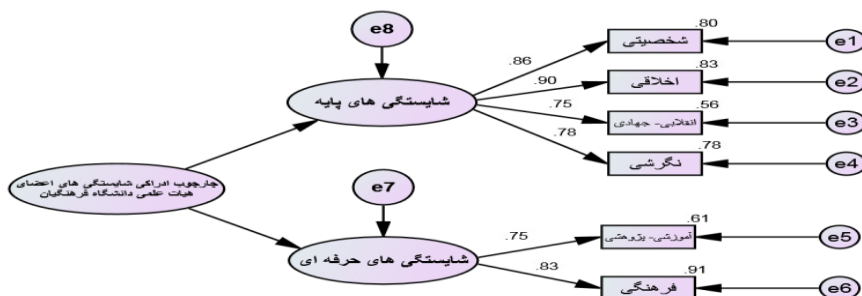 e8
.80
شخصیتی
e1
.86
.83
اخلاقی
e2
.90
شایستگی های پایه
.56
انقلابی- جهادی
e3
.75
.78
نگرشی
e4
.78
چارچوب ادراکی شایستگی های اعضای
هیات علمی دانشگاه فرهنگیان
e7
.61
آموزشی- پژوهشی
e5
.75
شایستگی های حرفه ای
.91
فرهنگی
e6
.83